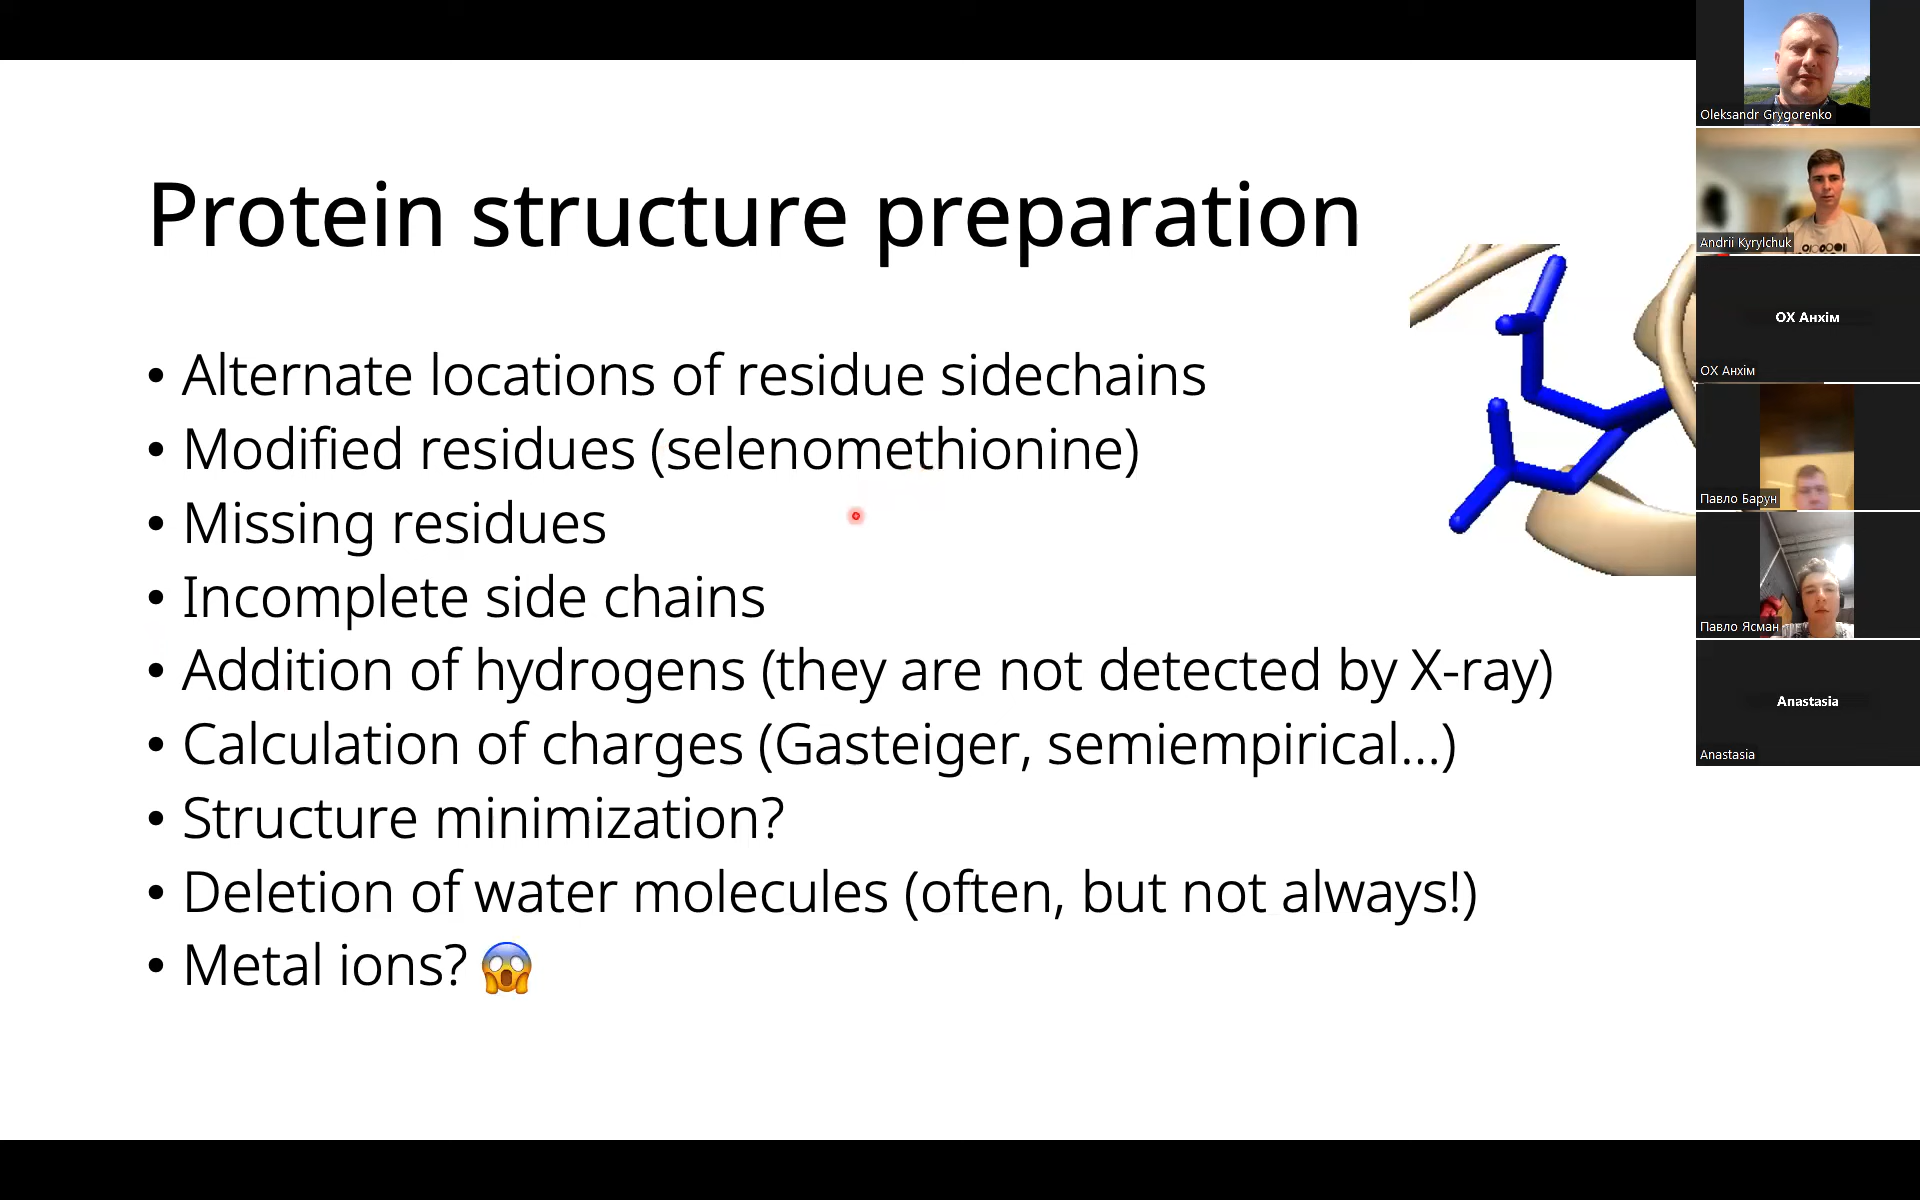 Protein structure preparation
• Alternate locations of residue sidechains
• Modified residues (selenomethionine)
• Missing residues
• Incomplete side chains
• Addition of hydrogens (they are not detected by X-ray)
• Calculation of charges (Gasteiger, semiempirical...)
• Structure minimization?
• Deletion of water molecules (often, but not always!)
• Metal ions? 😱
Oleksandr Grygorenko
Andrii Kyrylchuk
ОХ Анхім
ОХ Анхім
Павло Барун
Павло Ясман
Anastasia
Anastasia